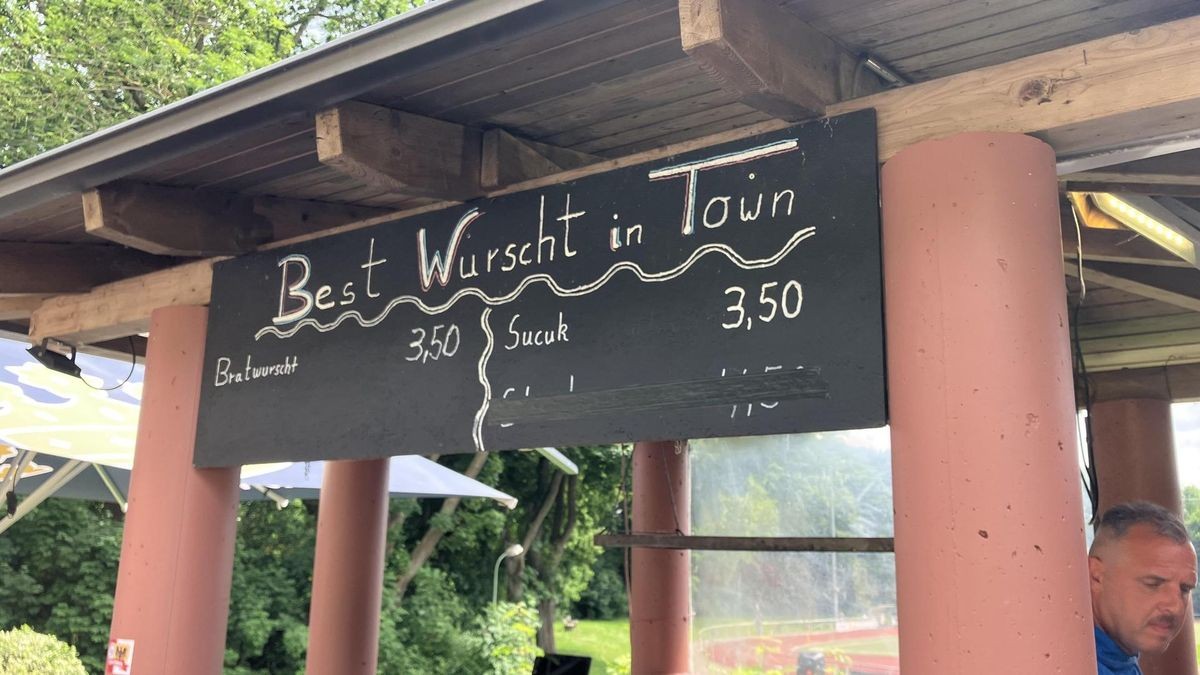 Best Wurscht in Town
Bratwurscht 3,50
Sucuk 3,50